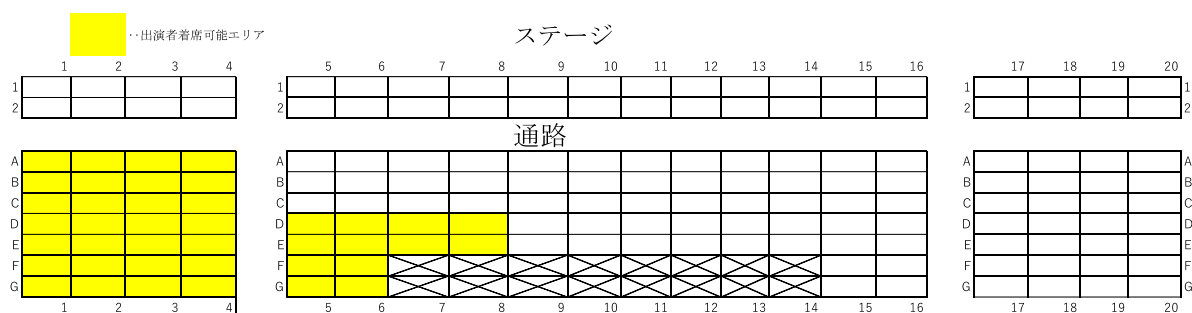 ‥出演者着席可能エリア
ステージ
1 2 3 4 5 6 7 8 9 10 11 12 13 14 15 16 17 18 19 20
1 1 1
2 2 2
通路
A A A A
B B B B
C C C C
D D D D
E E E E
F F F F
G G G G
1 2 3 4 5 6 7 8 9 10 11 12 13 14 15 16 17 18 19 20